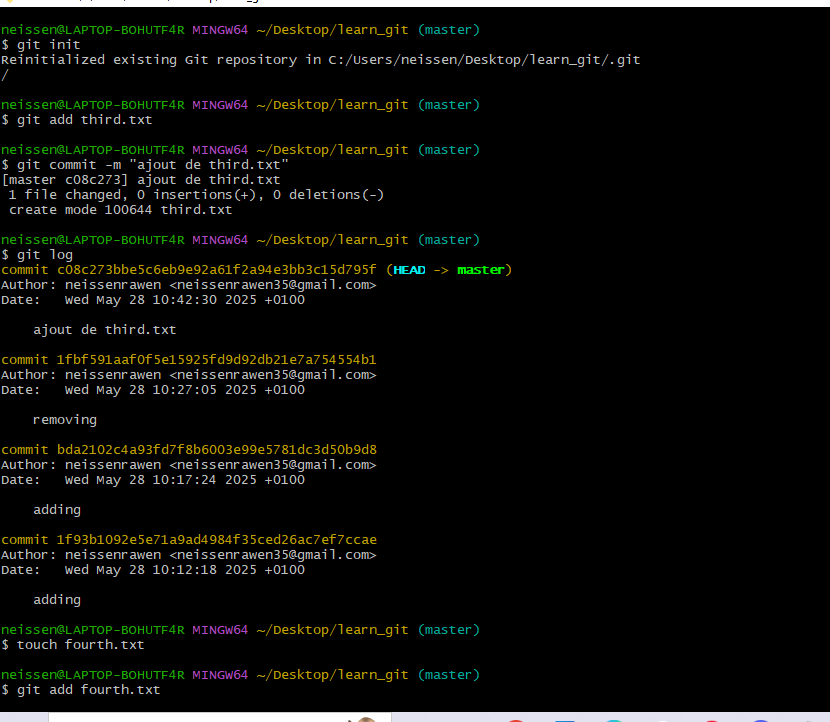 neissen@LAPTOP-BOHUTF4R MINGW64 ~/Desktop/learn_git (master)
$ git init
Reinitialized existing Git repository in C:/Users/neissen/Desktop/learn_git/.git
/
neissen@LAPTOP-BOHUTF4R MINGW64 ~/Desktop/learn_git (master)
$ git add third.txt
neissen@LAPTOP-BOHUTF4R MINGW64 ~/Desktop/learn_git (master)
$ git commit -m "ajout de third.txt"
[master c08c273] ajout de third.txt
 1 file changed, 0 insertions(+), 0 deletions(-)
 create mode 100644 third.txt
neissen@LAPTOP-BOHUTF4R MINGW64 ~/Desktop/learn_git (master)
$ git log
commit c08c273bbe5c6eb9e92a61f2a94e3bb3c15d795f (HEAD -> master)
Author: neissenrawen <neissenrawen35@gmail.com>
Date:   Wed May 28 10:42:30 2025 +0100
    ajout de third.txt
commit 1fbf591aaf0f5e15925fd9d92db21e7a754554b1
Author: neissenrawen <neissenrawen35@gmail.com>
Date:   Wed May 28 10:27:05 2025 +0100
    removing
commit bda2102c4a93fd7f8b6003e99e5781dc3d50b9d8
Author: neissenrawen <neissenrawen35@gmail.com>
Date:   Wed May 28 10:17:24 2025 +0100
    adding
commit 1f93b1092e5e71a9ad4984f35ced26ac7ef7ccae
Author: neissenrawen <neissenrawen35@gmail.com>
Date:   Wed May 28 10:12:18 2025 +0100
    adding
neissen@LAPTOP-BOHUTF4R MINGW64 ~/Desktop/learn_git (master)
$ touch fourth.txt
neissen@LAPTOP-BOHUTF4R MINGW64 ~/Desktop/learn_git (master)
$ git add fourth.txt